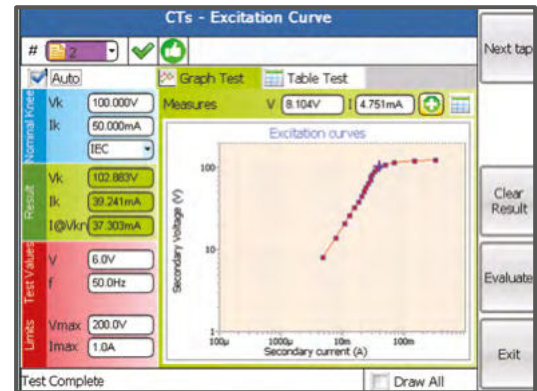 CTs - Excitation Curve
# 2
Next tap
Auto
Graph Test
Table Test
Nominal Knee
Vk 100.000V
Ik 50.000mA
IEC
Measures V 8.104V I 4.751mA
Excitation curves
Result
Vk 102.883V
Ik 39.241mA
I@Vkn 37.303mA
Test Values
V 6.0V
f 50.0Hz
Limits
Vmax 200.0V
Imax 1.0A
Secondary Voltage (V)
100
10
1
100µ 1000µ 10m 100m
Secondary current (A)
Clear
Result
Evaluate
Exit
Test Complete
Draw All